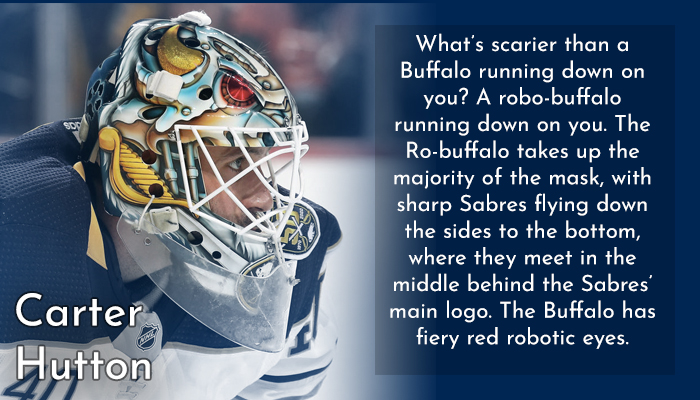 What's scarier than a
Buffalo running down on
you? A robo-buffalo
running down on you. The
Ro-buffalo takes up the
majority of the mask, with
sharp Sabres flying down
the sides to the bottom,
where they meet in the
middle behind the Sabres'
main logo. The Buffalo has
fiery red robotic eyes.
Carter
Hutton
40